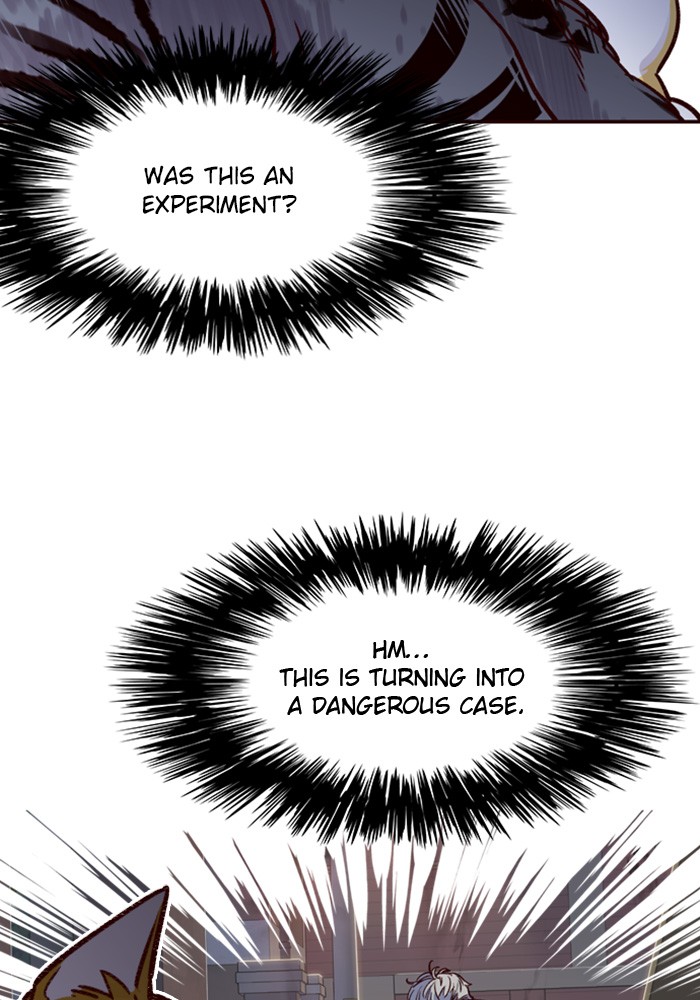 WAS THIS AN
EXPERIMENT?
HM...
THIS IS TURNING INTO
A DANGEROUS CASE.